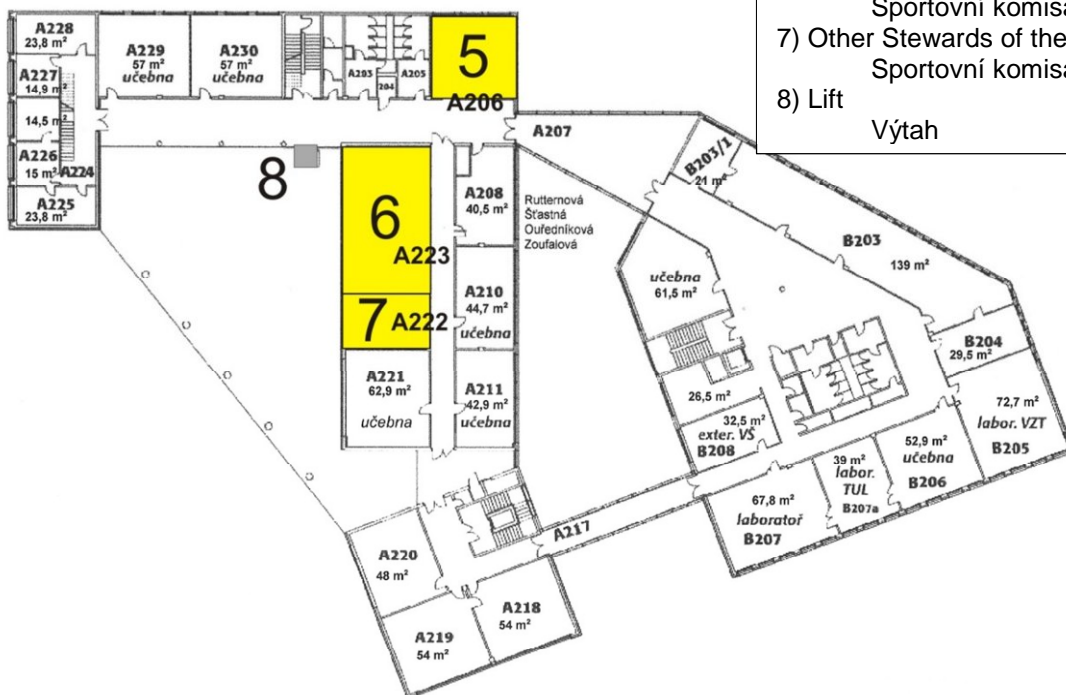 Sportovní komisa
7) Other Stewards of the
Sportovní komisa
8) Lift
Výtah
A228
23,8 m²
A229
57 m²
učebna
A230
57 m²
učebna
A203
204
A205
5
A206
A227
14,9 m²
14,5 m²
A226
15 m²
A224
A225
23,8 m²
8
A207
B203/1
21 m²
6
A223
A208
40,5 m²
Rutternová
Šťastná
Ouředníková
Zoufalová
B203
139 m²
učebna
61,5 m²
7
A222
A210
44,7 m²
učebna
B204
29,5 m²
A221
62,9 m²
učebna
A211
42,9 m²
učebna
26,5 m²
32,5 m²
exter. VŠ
B208
72,7 m²
labor. VZT
B205
52,9 m²
učebna
B206
39 m²
labor.
TUL
B207a
67,8 m²
laboratoř
B207
A217
A220
48 m²
A218
54 m²
A219
54 m²